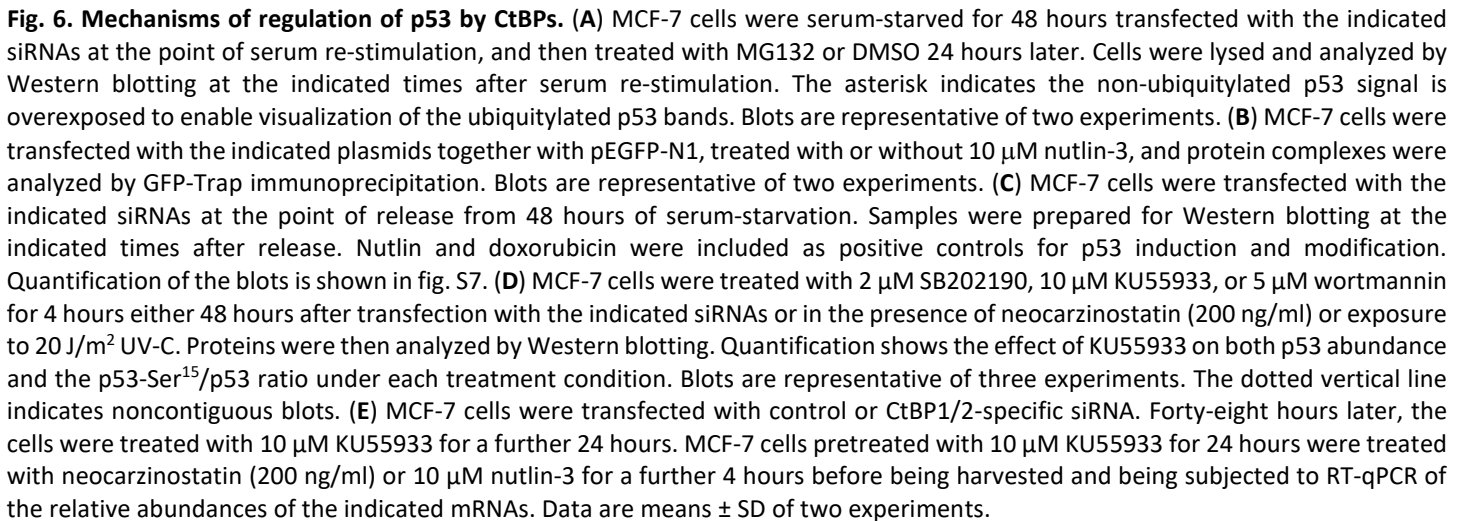 Fig. 6. Mechanisms of regulation of p53 by CtBPs. (A) MCF-7 cells were serum-starved for 48 hours transfected with the indicated
siRNAs at the point of serum re-stimulation, and then treated with MG132 or DMSO 24 hours later. Cells were lysed and analyzed by
Western blotting at the indicated times after serum re-stimulation. The asterisk indicates the non-ubiquitylated p53 signal is
overexposed to enable visualization of the ubiquitylated p53 bands. Blots are representative of two experiments. (B) MCF-7 cells were
transfected with the indicated plasmids together with pEGFP-N1, treated with or without 10 μM nutlin-3, and protein complexes were
analyzed by GFP-Trap immunoprecipitation. Blots are representative of two experiments. (C) MCF-7 cells were transfected with the
indicated siRNAs at the point of release from 48 hours of serum-starvation. Samples were prepared for Western blotting at the
indicated times after release. Nutlin and doxorubicin were included as positive controls for p53 induction and modification.
Quantification of the blots is shown in fig. S7. (D) MCF-7 cells were treated with 2 μM SB202190, 10 μM KU55933, or 5 μM wortmannin
for 4 hours either 48 hours after transfection with the indicated siRNAs or in the presence of neocarzinostatin (200 ng/ml) or exposure
to 20 J/m² UV-C. Proteins were then analyzed by Western blotting. Quantification shows the effect of KU55933 on both p53 abundance
and the p53-Ser¹⁵/p53 ratio under each treatment condition. Blots are representative of three experiments. The dotted vertical line
indicates noncontiguous blots. (E) MCF-7 cells were transfected with control or CtBP1/2-specific siRNA. Forty-eight hours later, the
cells were treated with 10 μM KU55933 for a further 24 hours. MCF-7 cells pretreated with 10 μM KU55933 for 24 hours were treated
with neocarzinostatin (200 ng/ml) or 10 μM nutlin-3 for a further 4 hours before being harvested and being subjected to RT-qPCR of
the relative abundances of the indicated mRNAs. Data are means ± SD of two experiments.